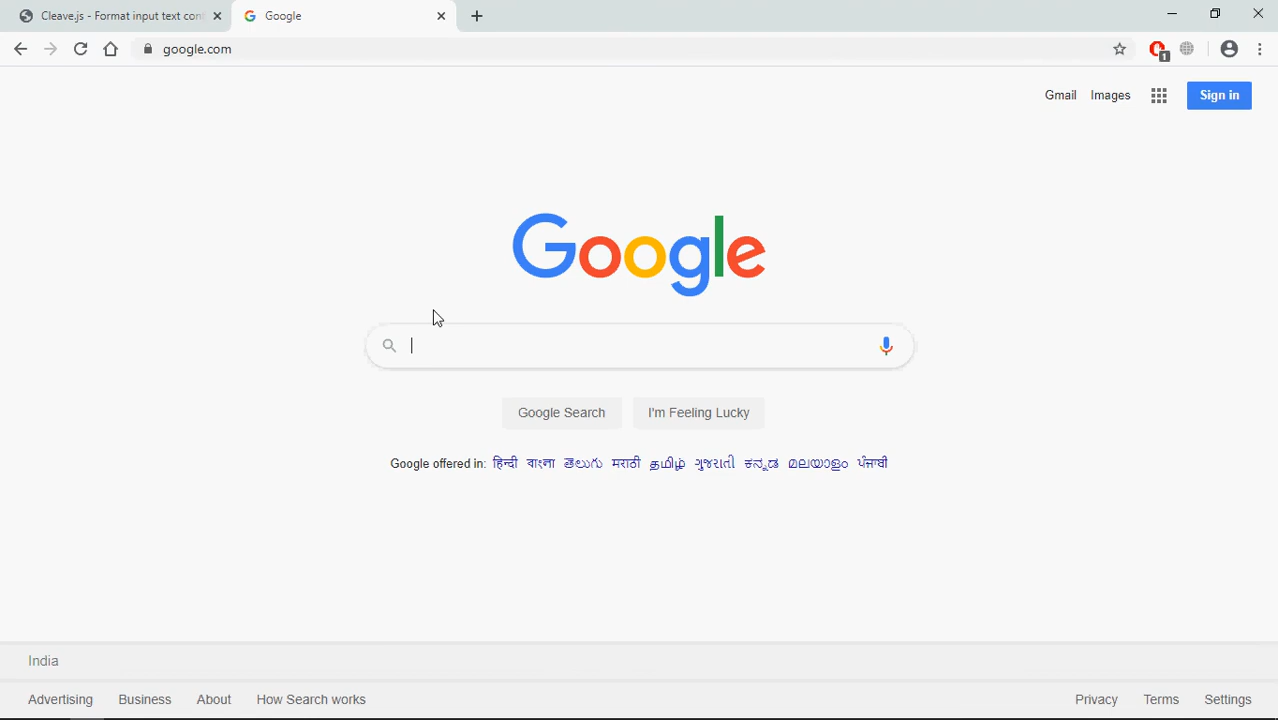 Cleave.js - Format input text con
Google
google.com
1
Gmail Images Sign in
Google
Google Search I'm Feeling Lucky
Google offered in: हिन्दी বাংলা తెలుగు मराठी தமிழ் ગુજરાતી ಕನ್ನಡ മലയാളം ਪੰਜਾਬੀ
India
Advertising Business About How Search works Privacy Terms Settings